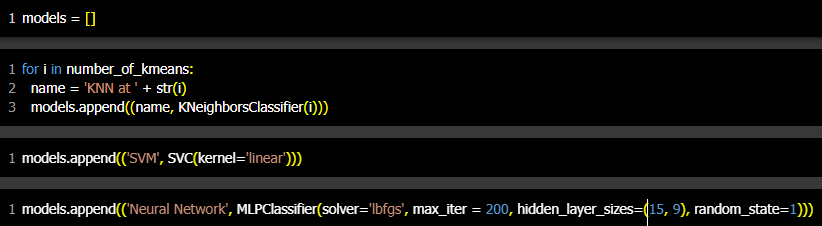 1 models = []
1 for i in number_of_kmeans:
2 name = 'KNN at ' + str(i)
3 models.append((name, KNeighborsClassifier(i)))
1 models.append(('SVM', SVC(kernel='linear')))
1 models.append(('Neural Network', MLPClassifier(solver='lbfgs', max_iter = 200, hidden_layer_sizes=(15, 9), random_state=1)))